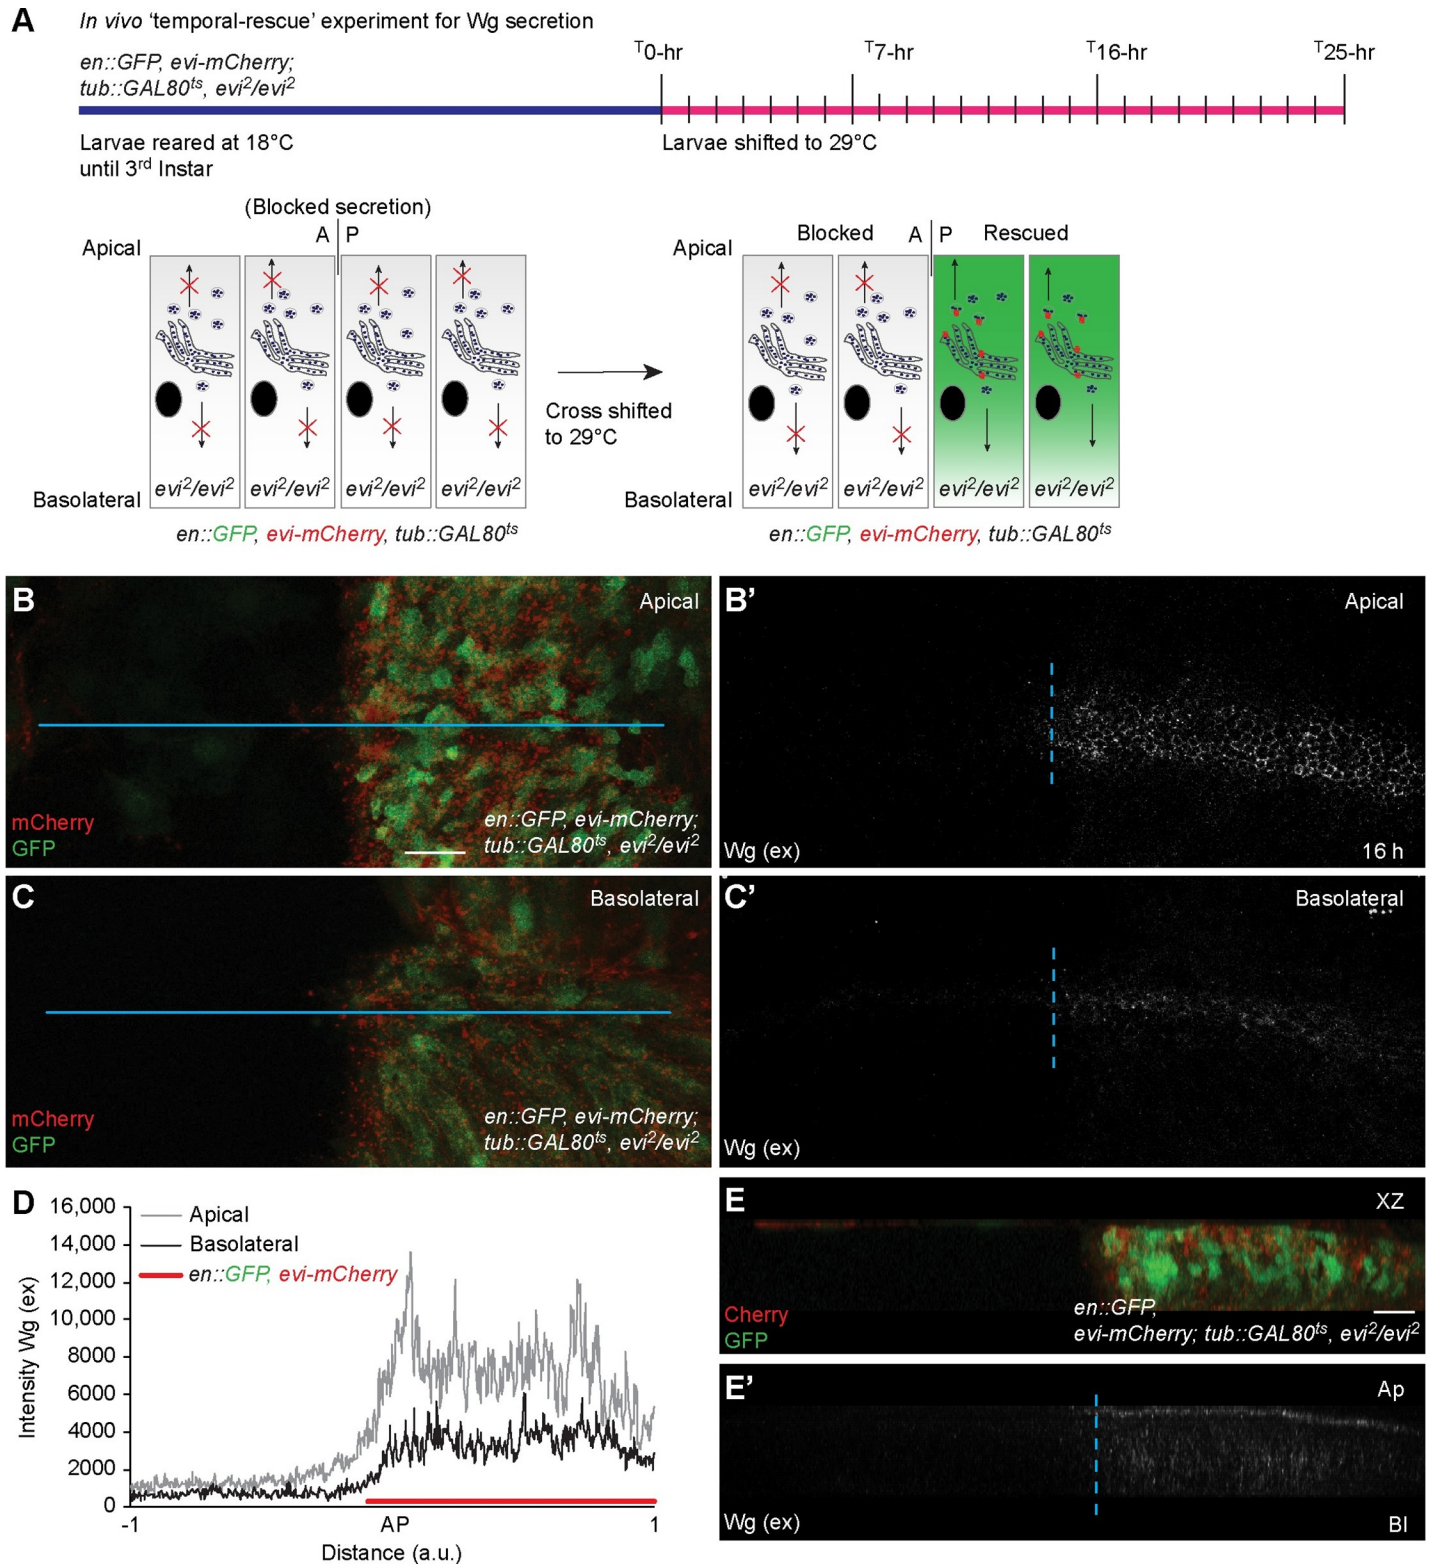 A
In vivo ‘temporal-rescue’ experiment for Wg secretion
en::GFP, evi-mCherry;
tub::GAL80ts, evi2/evi2
T0-hr T7-hr T16-hr T25-hr
Larvae reared at 18°C
until 3rd Instar
Larvae shifted to 29°C
(Blocked secretion)
A P
Apical
evi2/evi2 evi2/evi2 evi2/evi2 evi2/evi2
Basolateral
en::GFP, evi-mCherry, tub::GAL80ts
Cross shifted
to 29°C
Blocked A P Rescued
Apical
evi2/evi2 evi2/evi2 evi2/evi2 evi2/evi2
Basolateral
en::GFP, evi-mCherry, tub::GAL80ts
B
Apical
mCherry
GFP
en::GFP, evi-mCherry;
tub::GAL80ts, evi2/evi2
B’
Apical
Wg (ex)
16 h
C
Basolateral
mCherry
GFP
en::GFP, evi-mCherry;
tub::GAL80ts, evi2/evi2
C’
Basolateral
Wg (ex)
D
Intensity Wg (ex)
16,000
14,000
12,000
10,000
8000
6000
4000
2000
0
Apical
Basolateral
en::GFP, evi-mCherry
-1 AP 1
Distance (a.u.)
E
XZ
Cherry
GFP
en::GFP,
evi-mCherry; tub::GAL80ts, evi2/evi2
E’
Ap
Wg (ex)
Bl